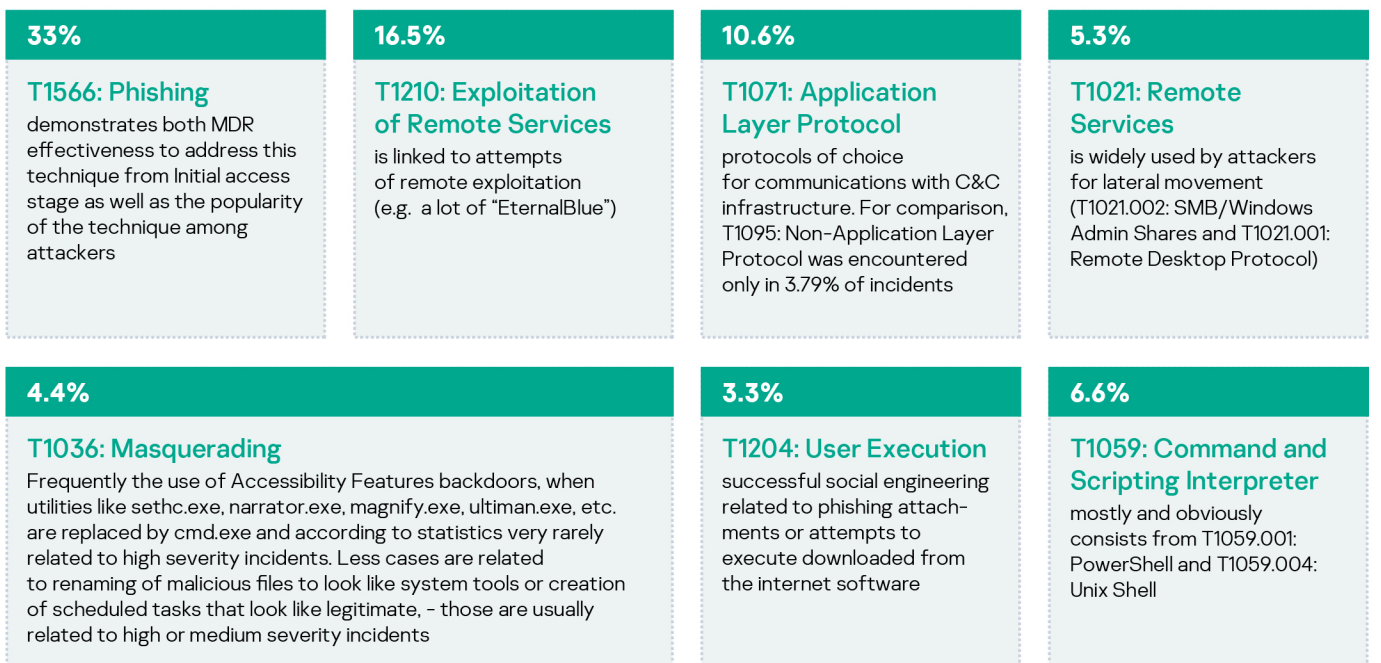 33%
T1566: Phishing
demonstrates both MDR
effectiveness to address this
technique from Initial access
stage as well as the popularity
of the technique among
attackers
16.5%
T1210: Exploitation
of Remote Services
is linked to attempts
of remote exploitation
(e.g. a lot of “EternalBlue”)
10.6%
T1071: Application
Layer Protocol
protocols of choice
for communications with C&C
infrastructure. For comparison,
T1095: Non-Application Layer
Protocol was encountered
only in 3.79% of incidents
5.3%
T1021: Remote
Services
is widely used by attackers
for lateral movement
(T1021.002: SMB/Windows
Admin Shares and T1021.001:
Remote Desktop Protocol)
4.4%
T1036: Masquerading
Frequently the use of Accessibility Features backdoors, when
utilities like sethc.exe, narrator.exe, magnify.exe, ultiman.exe, etc.
are replaced by cmd.exe and according to statistics very rarely
related to high severity incidents. Less cases are related
to renaming of malicious files to look like system tools or creation
of scheduled tasks that look like legitimate, - those are usually
related to high or medium severity incidents
3.3%
T1204: User Execution
successful social engineering
related to phishing attach-
ments or attempts to
execute downloaded from
the internet software
6.6%
T1059: Command and
Scripting Interpreter
mostly and obviously
consists from T1059.001:
PowerShell and T1059.004:
Unix Shell